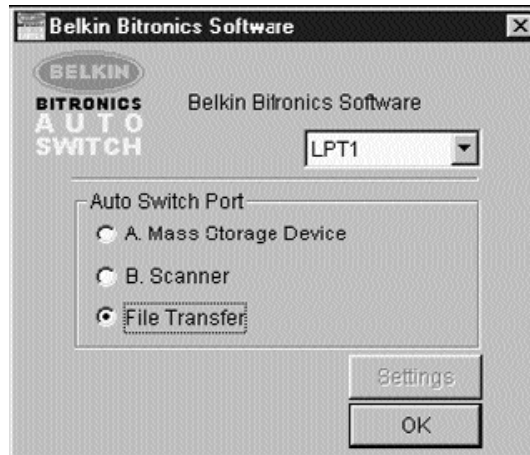 Belkin Bitronics Software
BELKIN
BITRONICS
AUTO
SWITCH
Belkin Bitronics Software
LPT1
Auto Switch Port
A. Mass Storage Device
B. Scanner
File Transfer
Settings
OK